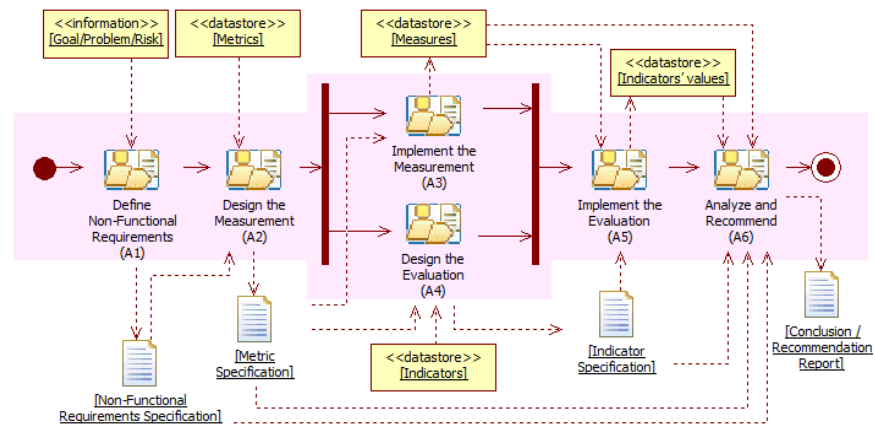 <<information>>
[Goal/Problem/Risk]
<<datastore>>
[Metrics]
<<datastore>>
[Measures]
<<datastore>>
[Indicators' values]
Define
Non-Functional
Requirements
(A1)
Design the
Measurement
(A2)
Implement the
Measurement
(A3)
Design the
Evaluation
(A4)
Implement the
Evaluation
(A5)
Analyze and
Recommend
(A6)
[Non-Functional
Requirements Specification]
[Metric
Specification]
<<datastore>>
[Indicators]
[Indicator
Specification]
[Conclusion /
Recommendation
Report]